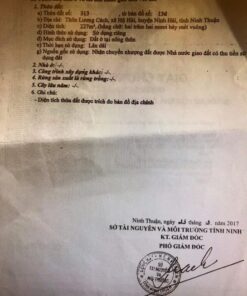 1. Thửa đất:
a) Thửa đất số: 313 , tờ bản đồ số: 13d
b) Địa chỉ: Thôn Lương Cách, xã Hộ Hải, huyện Ninh Hải, tỉnh Ninh Thuận
c) Diện tích: 227m², (bằng chữ: hai trăm hai mươi bảy mét vuông)
d) Hình thức sử dụng: Sử dụng riêng
đ) Mục đích sử dụng: Đất ở tại nông thôn
e) Thời hạn sử dụng: Lâu dài
g) Nguồn gốc sử dụng: Nhận chuyển nhượng đất được Nhà nước giao đất có thu tiền sử
dụng đất
2. Nhà ở: -/-
3. Công trình xây dựng khác: -/-
4. Rừng sản xuất là rừng trồng: -/-
5. Cây lâu năm: -/-
6. Ghi chú:
- Diện tích thửa đất được trích đo bản đồ địa chính
Ninh Thuận, ngày tháng năm 2017
SỞ TÀI NGUYÊN VÀ MÔI TRƯỜNG TỈNH NINH
KT. GIÁM ĐỐC
PHÓ GIÁM ĐỐC